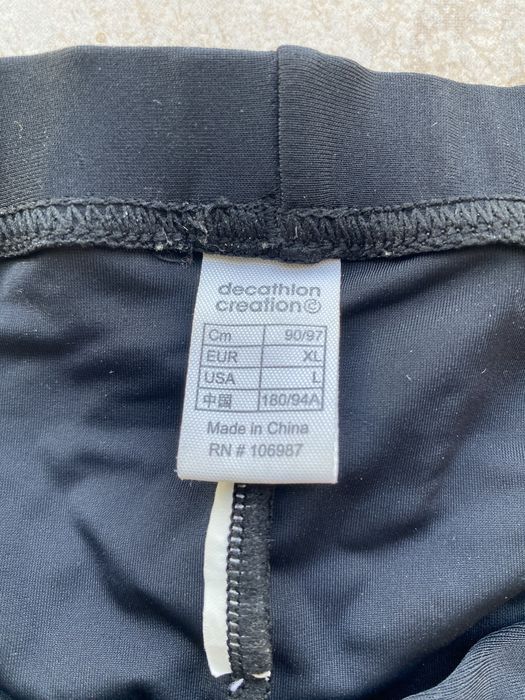 decathlon
creation©
Cm 90/97
EUR XL
USA L
中国 180/94A
Made in China
RN # 106987